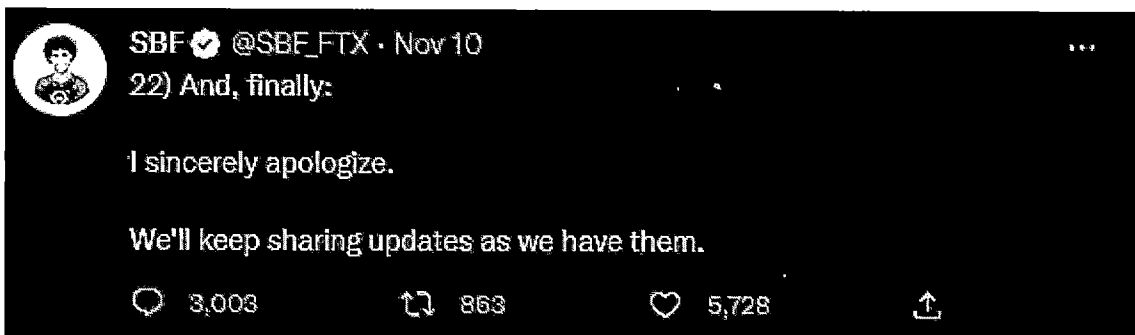 SBF @SBF_FTX · Nov 10
22) And, finally:
I sincerely apologize.
We'll keep sharing updates as we have them.
3,003 863 5,728